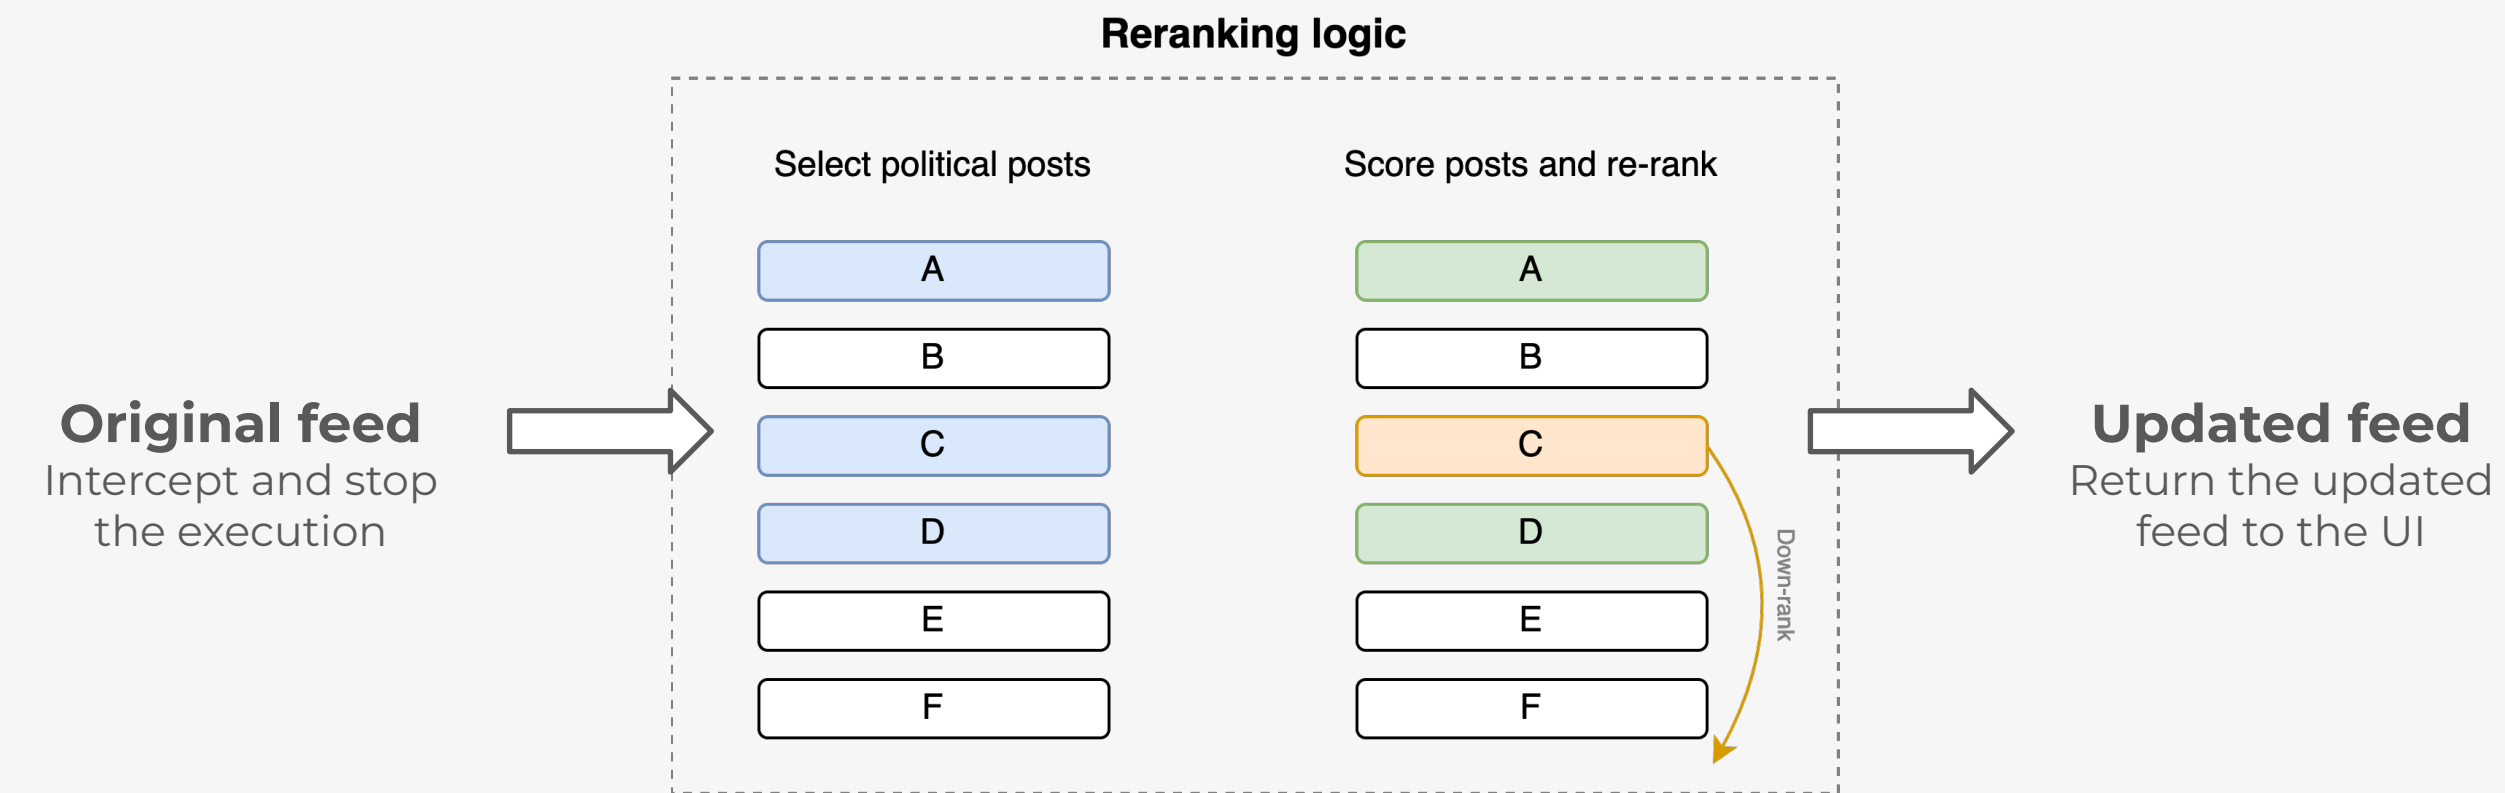 Reranking logic
Original feed
Intercept and stop
the execution
Select political posts
A
B
C
D
E
F
Score posts and re-rank
A
B
C
D
E
F
Down-rank
Updated feed
Return the updated
feed to the UI